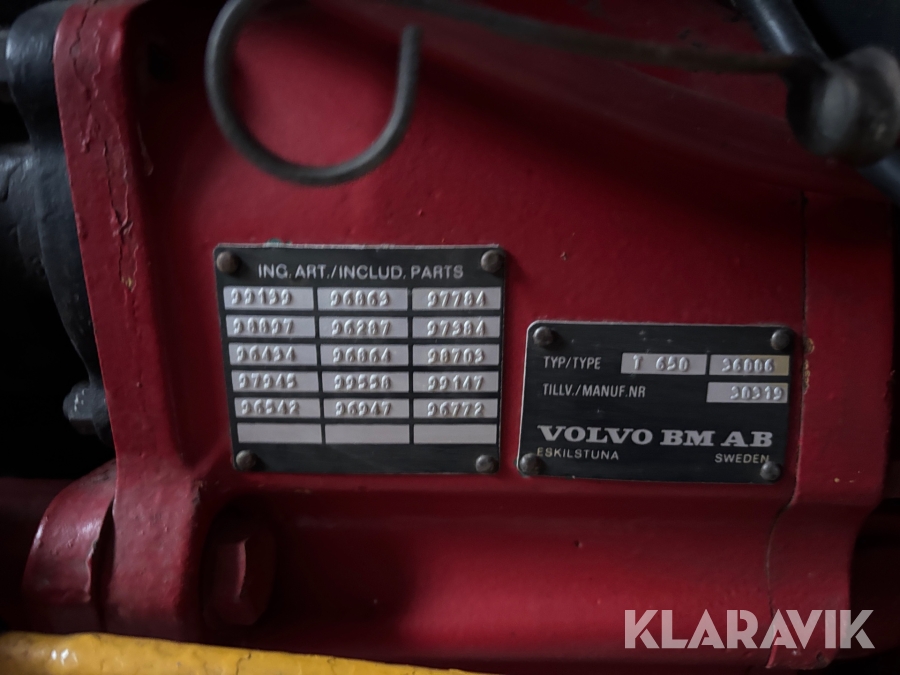 ING. ART./INCLUD. PARTS
99139 96863 97784
96897 96287 97384
96434 96864 98703
97945 99550 99147
96542 96947 96772
TYP/TYPE T 650 36006
TILLV./MANUF.NR 30319
VOLVO BM AB
ESKILSTUNA SWEDEN
KLARAVIK